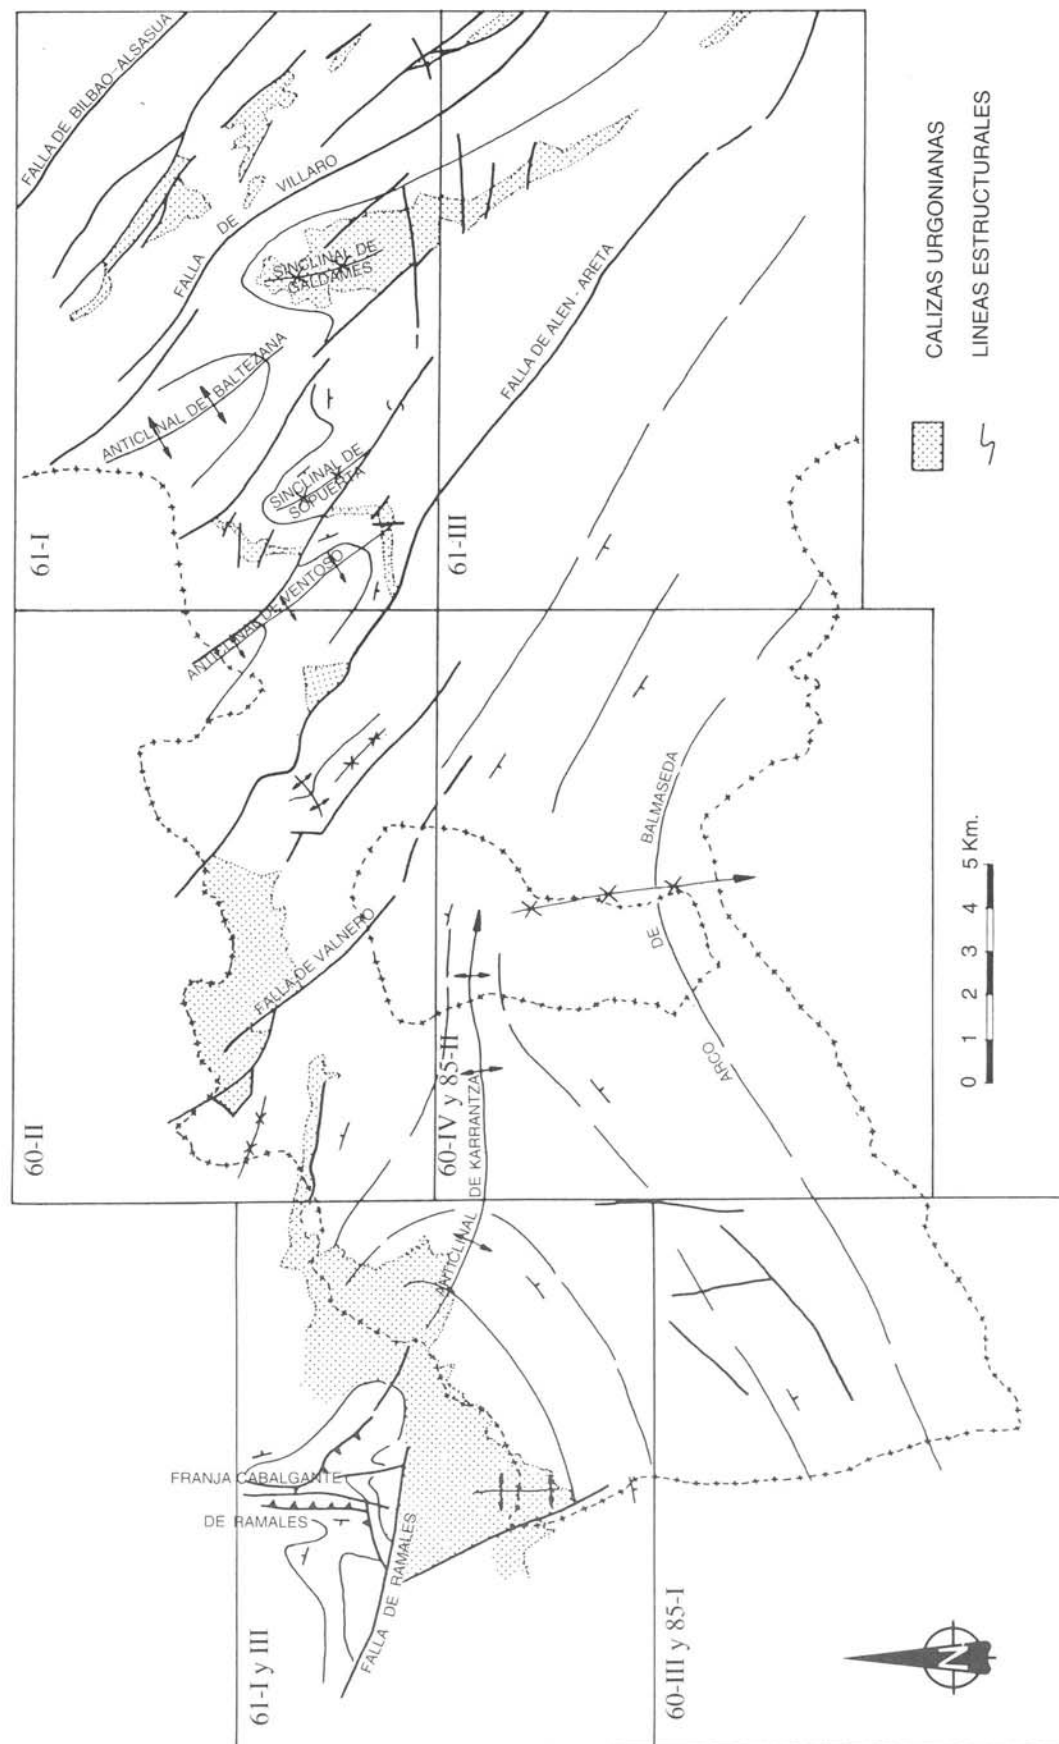 61-I y III
60-III y 85-I
60-II
60-IV y 85-II
61-I
61-III
FRANJA CABALGANTE
DE RAMALES
FALLA DE RAMALES
ANTICLINAL DE KARRANTZA
FALLA DE VALNERO
ARCO DE BALMASEDA
ANTICLINAL DE VENTOSO
SINCLINAL DE
SOPUERTA
ANTICLINAL DE BALTEZANA
SINCLINAL DE
GALDAMES
FALLA DE VILLARO
FALLA DE BILBAO-ALSASUA
FALLA DE ALEN - ARETA
N
0 1 2 3 4 5 Km.
CALIZAS URGONIANAS
LINEAS ESTRUCTURALES